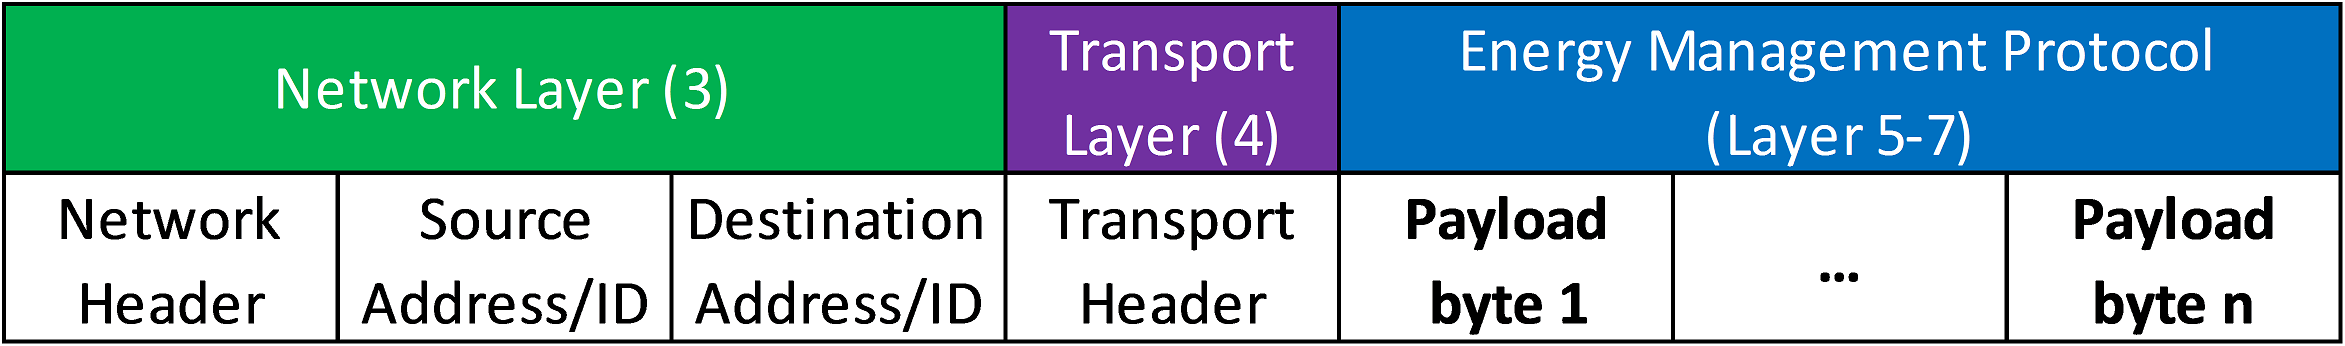 Network Layer (3)
Transport
Layer (4)
Energy Management Protocol
(Layer 5-7)
Network
Header
Source
Address/ID
Destination
Address/ID
Transport
Header
Payload
byte 1
...
Payload
byte n